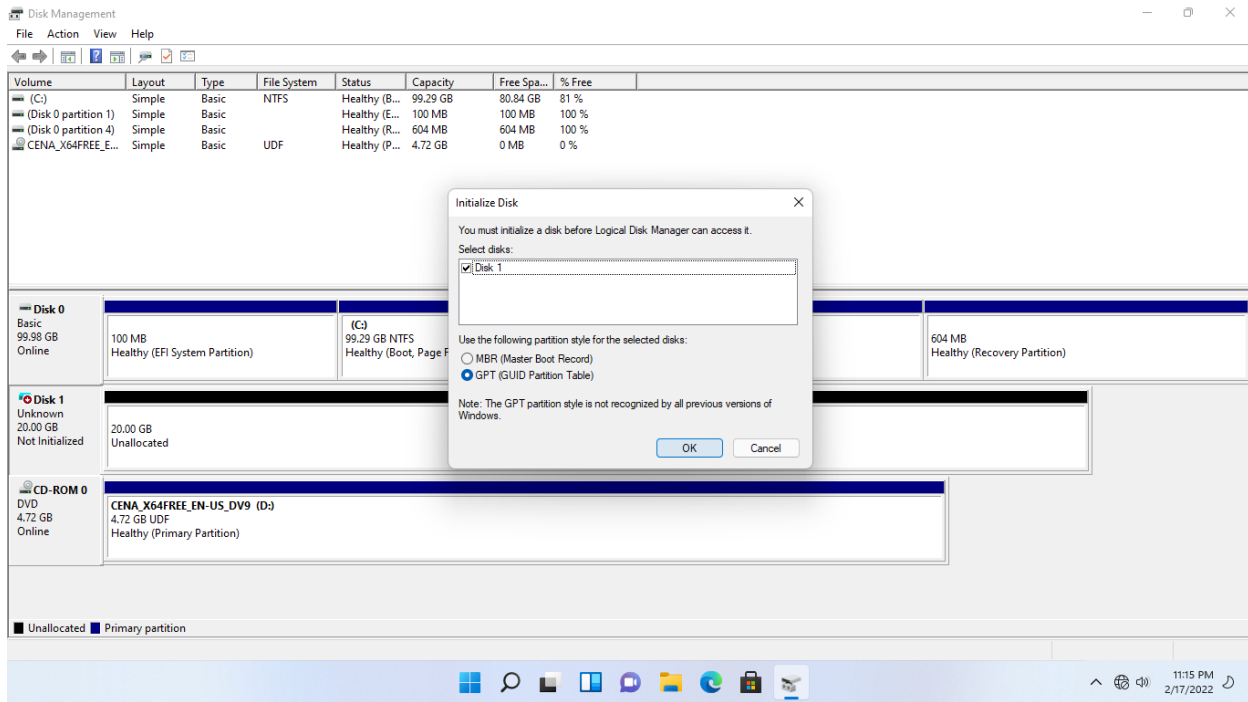 Disk Management
File Action View Help
Volume Layout Type File System Status Capacity Free Spa... % Free
(C:) Simple Basic NTFS Healthy (B... 99.29 GB 80.84 GB 81 %
(Disk 0 partition 1) Simple Basic Healthy (E... 100 MB 100 MB 100 %
(Disk 0 partition 4) Simple Basic Healthy (R... 604 MB 604 MB 100 %
CENA_X64FREE_E... Simple Basic UDF Healthy (P... 4.72 GB 0 MB 0 %
Initialize Disk
You must initialize a disk before Logical Disk Manager can access it.
Select disks:
Disk 1
Use the following partition style for the selected disks:
MBR (Master Boot Record)
GPT (GUID Partition Table)
Note: The GPT partition style is not recognized by all previous versions of
Windows.
OK Cancel
Disk 0
Basic
99.98 GB
Online
100 MB
Healthy (EFI System Partition)
(C:)
99.29 GB NTFS
Healthy (Boot, Page F
604 MB
Healthy (Recovery Partition)
Disk 1
Unknown
20.00 GB
Not Initialized
20.00 GB
Unallocated
CD-ROM 0
DVD
4.72 GB
Online
CENA_X64FREE_EN-US_DV9 (D:)
4.72 GB UDF
Healthy (Primary Partition)
Unallocated Primary partition
11:15 PM
2/17/2022